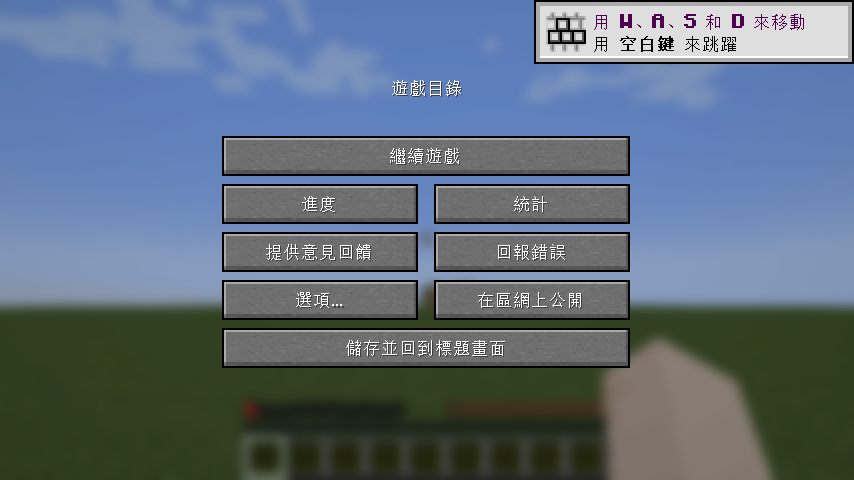 用 W、A、S 和 D 來移動
用 空白鍵 來跳躍
遊戲目錄
繼續遊戲
進度
統計
提供意見回饋
回報錯誤
選項...
在區網上公開
儲存並回到標題畫面